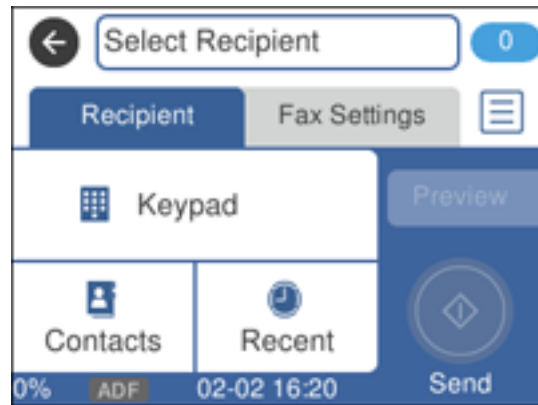 Select Recipient
0
Recipient
Fax Settings
Keypad
Preview
Contacts
Recent
Send
0%
ADF
02-02 16:20